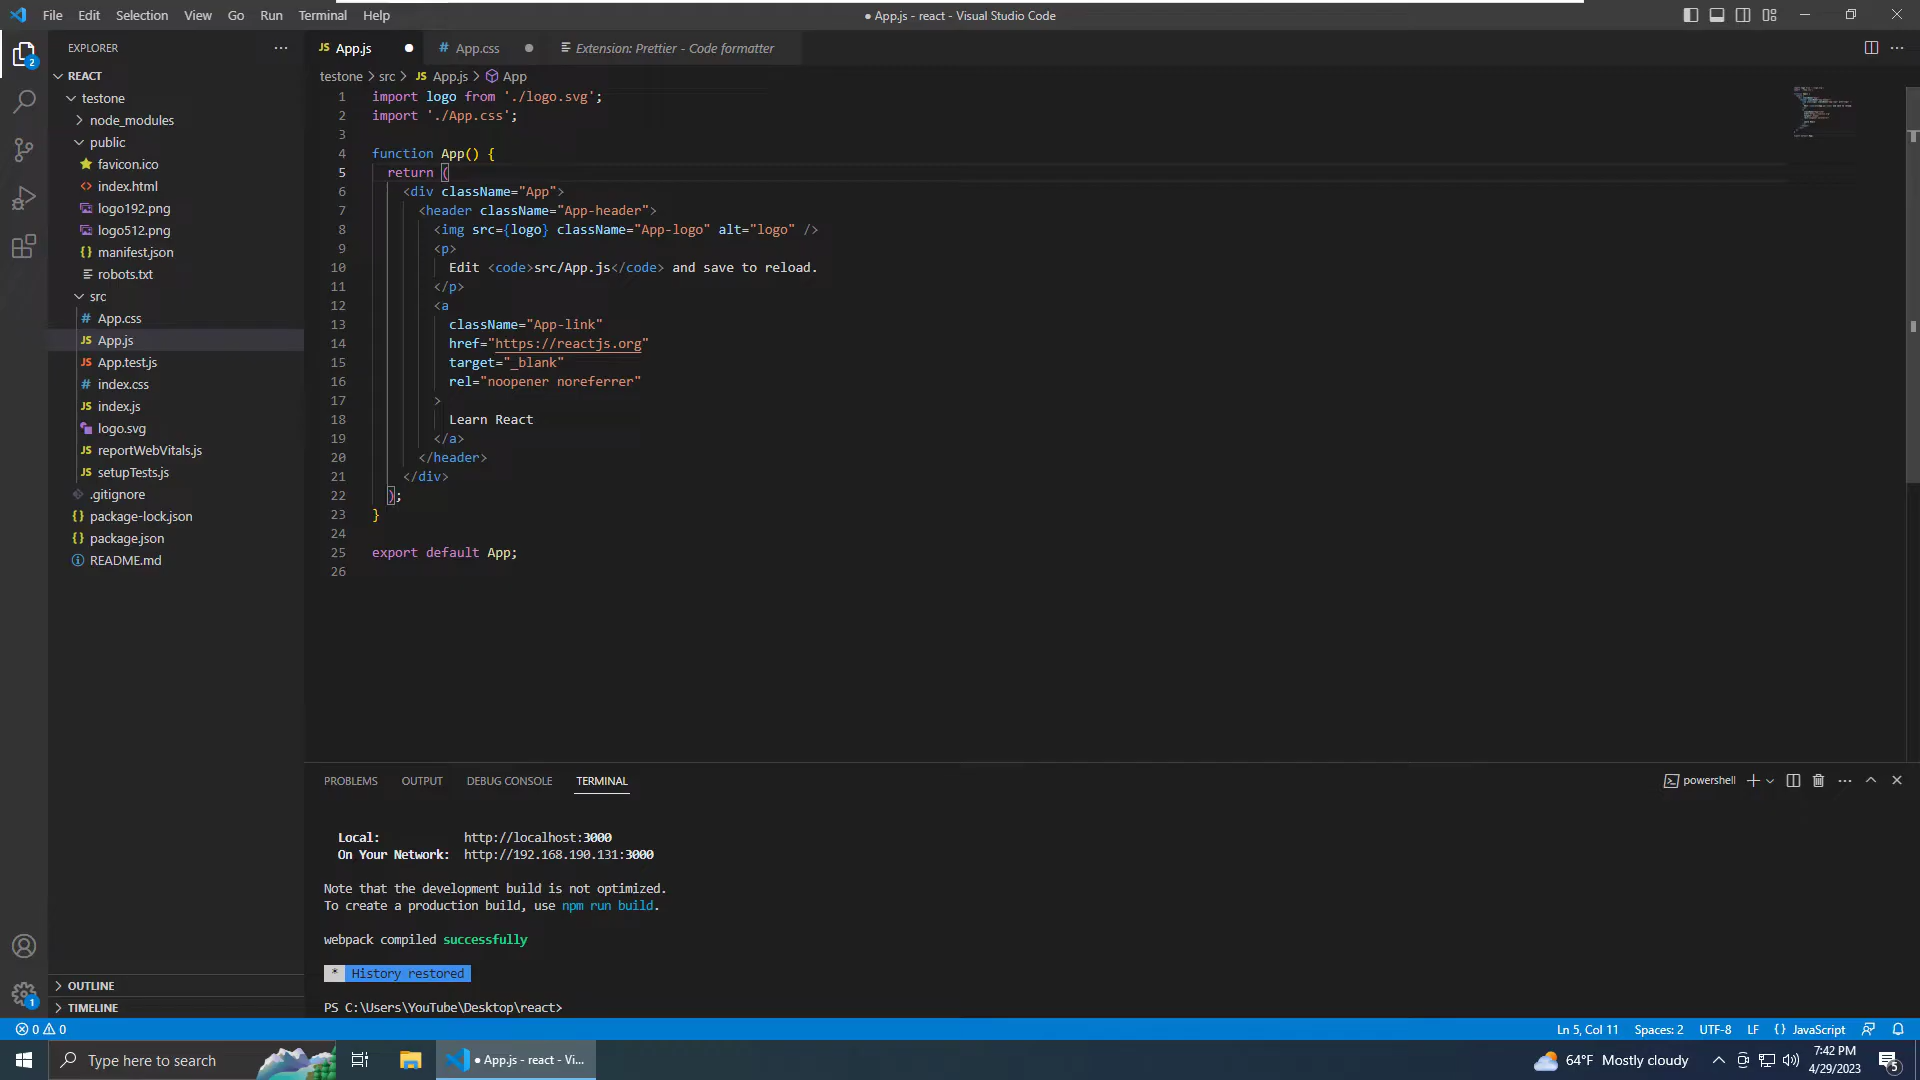 File Edit Selection View Go Run Terminal Help
● App.js - react - Visual Studio Code
2
EXPLORER
JS App.js
# App.css
Extension: Prettier - Code formatter
REACT
testone
node_modules
public
favicon.ico
index.html
logo192.png
logo512.png
manifest.json
robots.txt
src
# App.css
JS App.js
JS App.test.js
# index.css
JS index.js
logo.svg
JS reportWebVitals.js
JS setupTests.js
.gitignore
{} package-lock.json
{} package.json
README.md
OUTLINE
TIMELINE
1
testone > src > JS App.js > App
1 import logo from './logo.svg';
2 import './App.css';
3
4 function App() {
5 return (
6 <div className="App">
7 <header className="App-header">
8 <img src={logo} className="App-logo" alt="logo" />
9 <p>
10 Edit <code>src/App.js</code> and save to reload.
11 </p>
12 <a
13 className="App-link"
14 href="https://reactjs.org"
15 target="_blank"
16 rel="noopener noreferrer"
17 >
18 Learn React
19 </a>
20 </header>
21 </div>
22 );
23 }
24
25 export default App;
26
PROBLEMS OUTPUT DEBUG CONSOLE TERMINAL
powershell
Local: http://localhost:3000
On Your Network: http://192.168.190.131:3000
Note that the development build is not optimized.
To create a production build, use npm run build.
webpack compiled successfully
* History restored
PS C:\Users\YouTube\Desktop\react>
0 0
Ln 5, Col 11 Spaces: 2 UTF-8 LF {} JavaScript
Type here to search
● App.js - react - Vi...
64°F Mostly cloudy
7:42 PM
4/29/2023
5